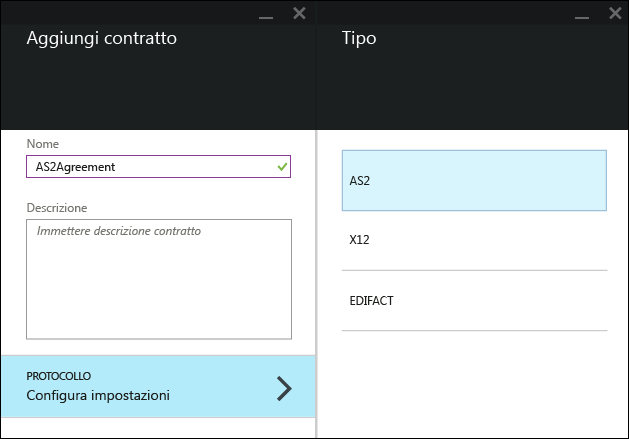 Aggiungi contratto
Nome
AS2Agreement
Descrizione
Immettere descrizione contratto
PROTOCOLLO
Configura impostazioni
Tipo
AS2
X12
EDIFACT